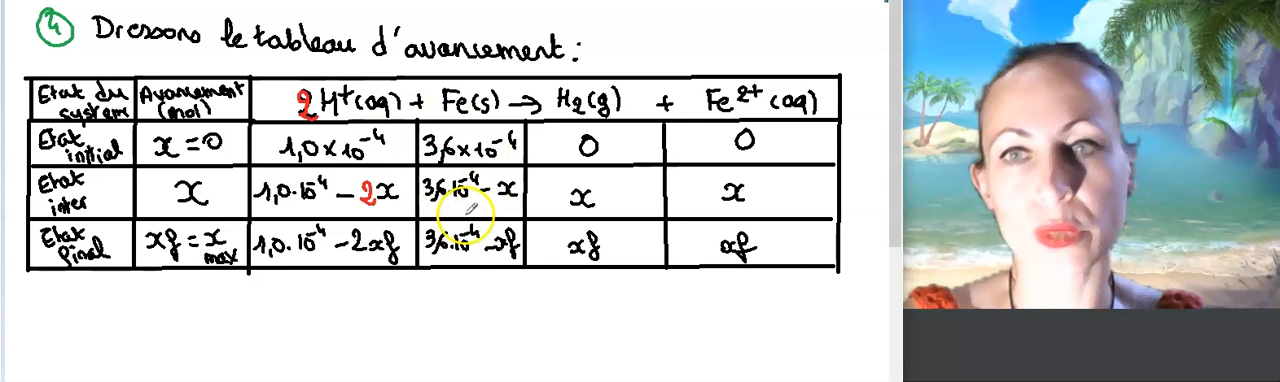 4 Dressons le tableau d'avancement :
Etat du système Avancement (mol) 2H+(aq) + Fe(s) → H2(g) + Fe2+(aq)
Etat initial x = 0 1,0 x 10^-4 3,6 x 10^-4 0 0
Etat inter x 1,0.10^-4 - 2x 3,6 10^-4 - x x x
Etat final xf = xmax 1,0.10^-4 - 2xf 3,6.10^-4 - xf xf xf